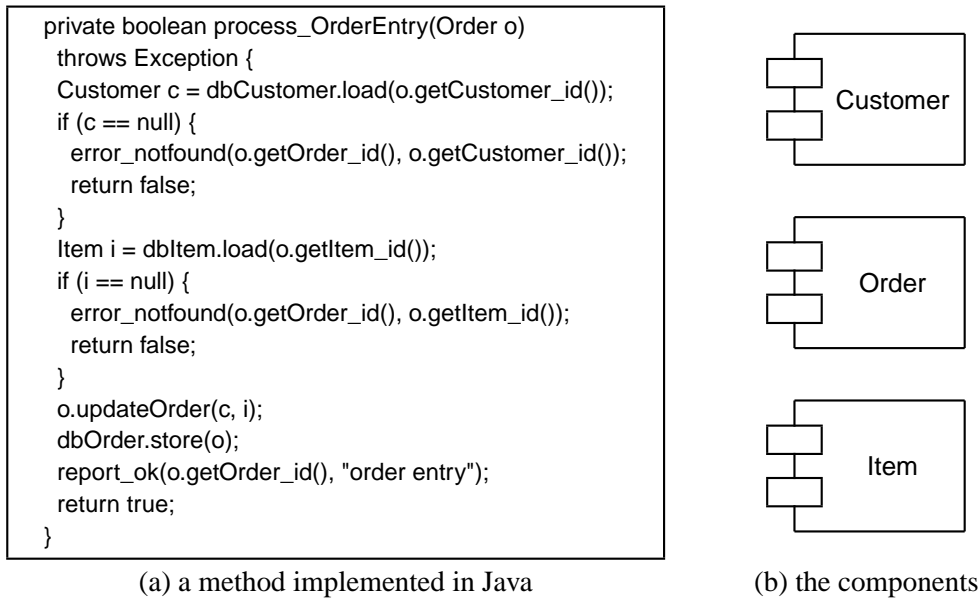 private boolean process_OrderEntry(Order o)
throws Exception {
Customer c = dbCustomer.load(o.getCustomer_id());
if (c == null) {
error_notfound(o.getOrder_id(), o.getCustomer_id());
return false;
}
Item i = dbItem.load(o.getItem_id());
if (i == null) {
error_notfound(o.getOrder_id(), o.getItem_id());
return false;
}
o.updateOrder(c, i);
dbOrder.store(o);
report_ok(o.getOrder_id(), "order entry");
return true;
}
(a) a method implemented in Java
Customer
Order
Item
(b) the components